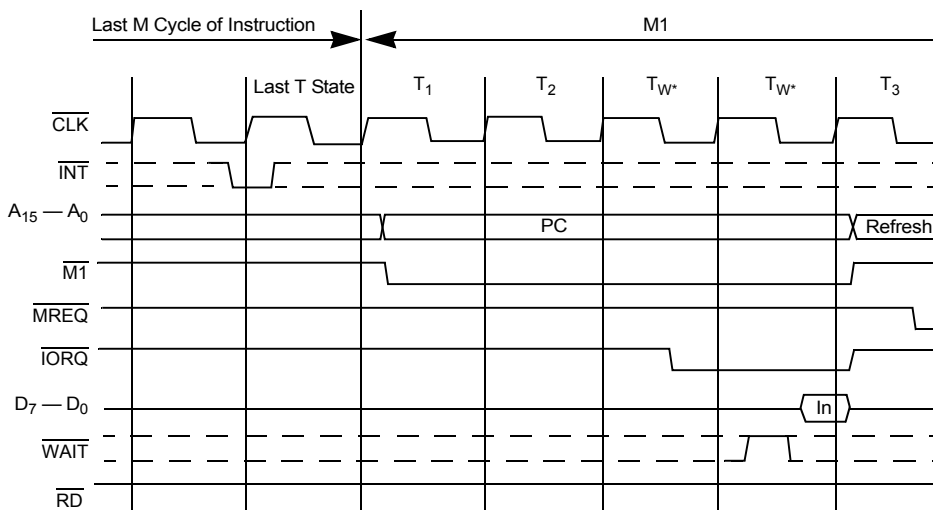 Last M Cycle of Instruction M1
Last T State T1 T2 TW* TW* T3
CLK
INT
A15 — A0 PC Refresh
M1
MREQ
IORQ
D7 — D0 In
WAIT
RD